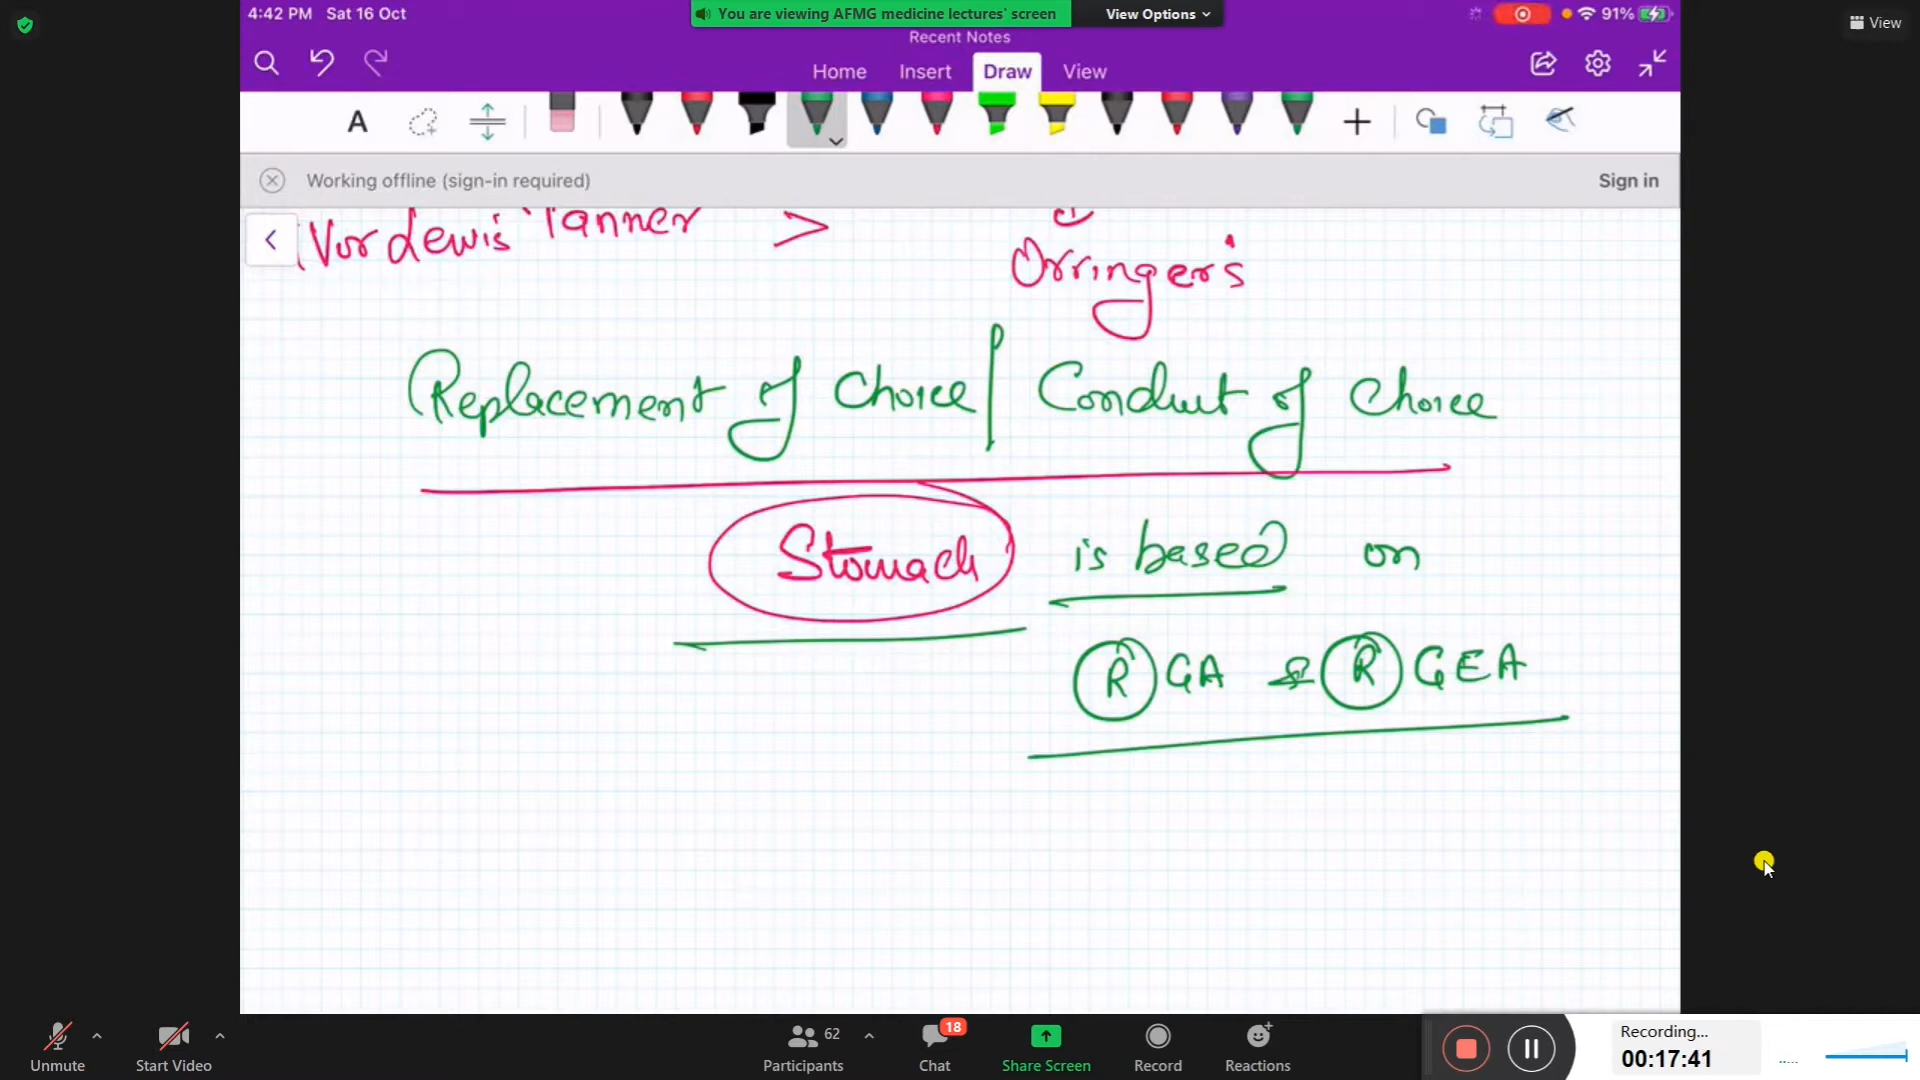 4:42 PM Sat 16 Oct
You are viewing AFMG medicine lectures' screen
View Options
91%
View
Recent Notes
Home Insert Draw View
A
Working offline (sign-in required)
Sign in
Ivor Lewis Tanner >
Orringer's
Replacement of Choice | Conduit of Choice
Stomach is based on
R GA & R GEA
Unmute
Start Video
62
Participants
18
Chat
Share Screen
Record
Reactions
Recording...
00:17:41